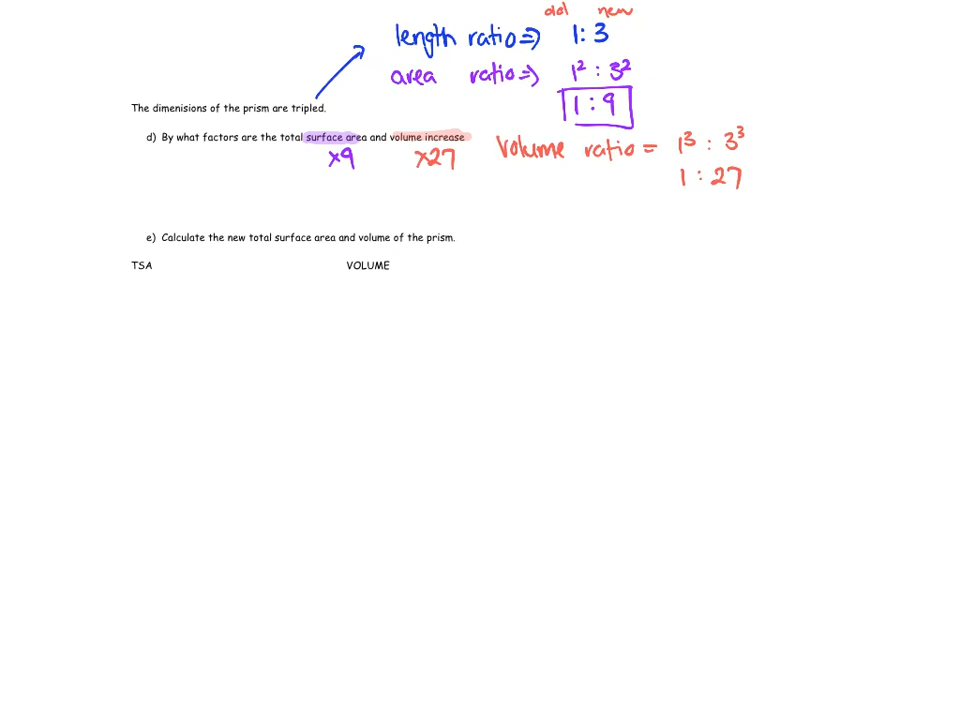 old new
length ratio ⇒ 1 : 3
area ratio ⇒ 1² : 3²
1 : 9
The dimenisions of the prism are tripled.
d) By what factors are the total surface area and volume increase
×9 ×27
Volume ratio = 1³ : 3³
1 : 27
e) Calculate the new total surface area and volume of the prism.
TSA VOLUME